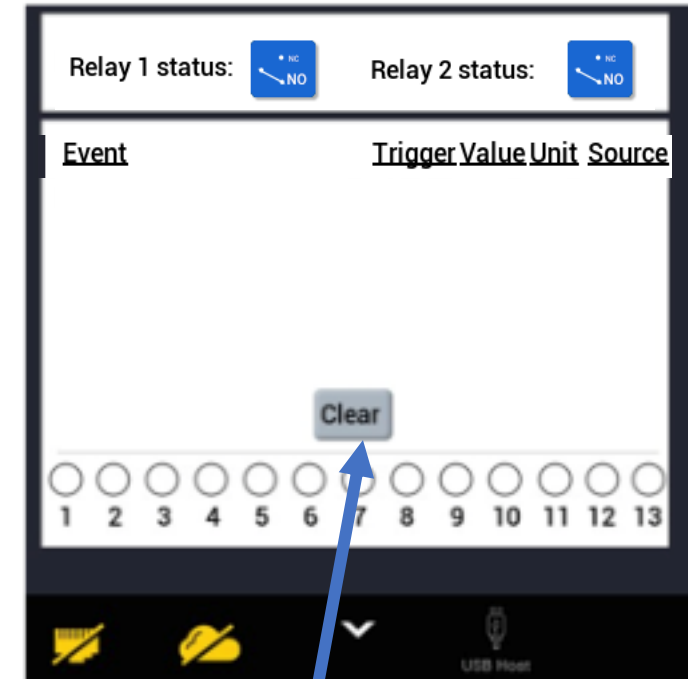 Relay 1 status: NC NO Relay 2 status: NC NO
Event Trigger Value Unit Source
Clear
1 2 3 4 5 6 7 8 9 10 11 12 13
USB Host